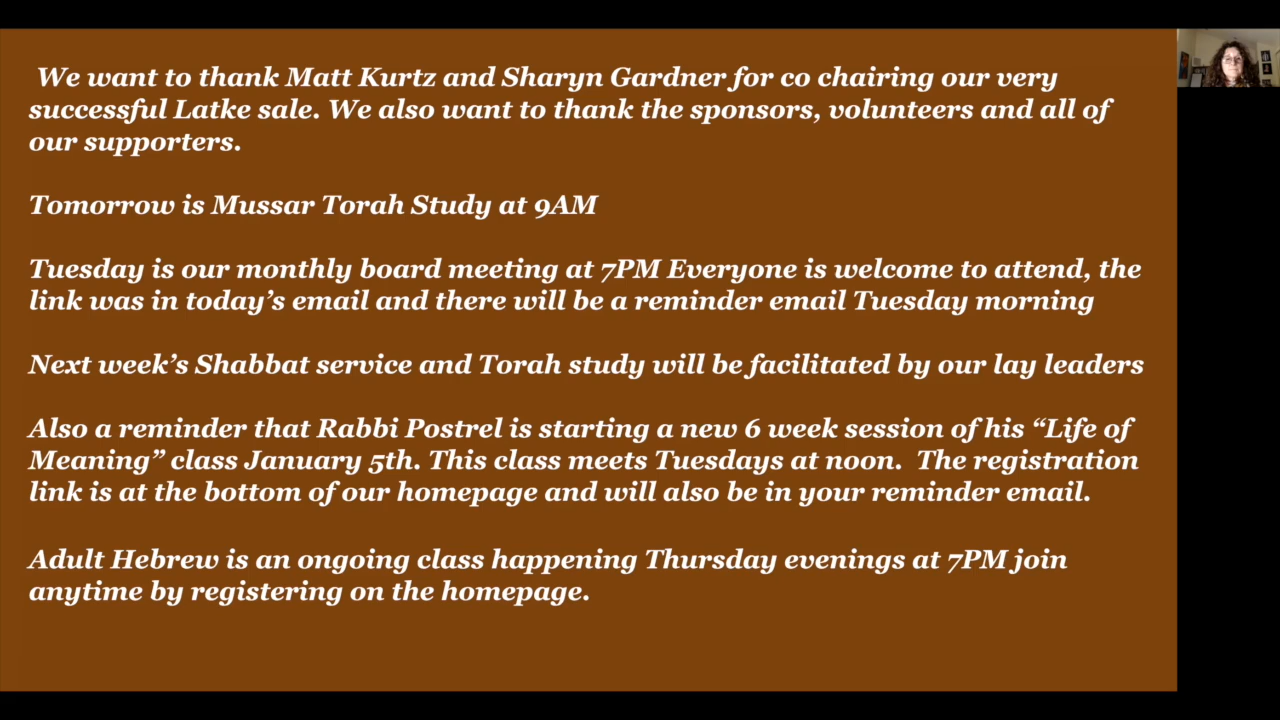 We want to thank Matt Kurtz and Sharyn Gardner for co chairing our very
successful Latke sale. We also want to thank the sponsors, volunteers and all of
our supporters.
Tomorrow is Mussar Torah Study at 9AM
Tuesday is our monthly board meeting at 7PM Everyone is welcome to attend, the
link was in today’s email and there will be a reminder email Tuesday morning
Next week’s Shabbat service and Torah study will be facilitated by our lay leaders
Also a reminder that Rabbi Postrel is starting a new 6 week session of his “Life of
Meaning” class January 5th. This class meets Tuesdays at noon.  The registration
link is at the bottom of our homepage and will also be in your reminder email.
Adult Hebrew is an ongoing class happening Thursday evenings at 7PM join
anytime by registering on the homepage.